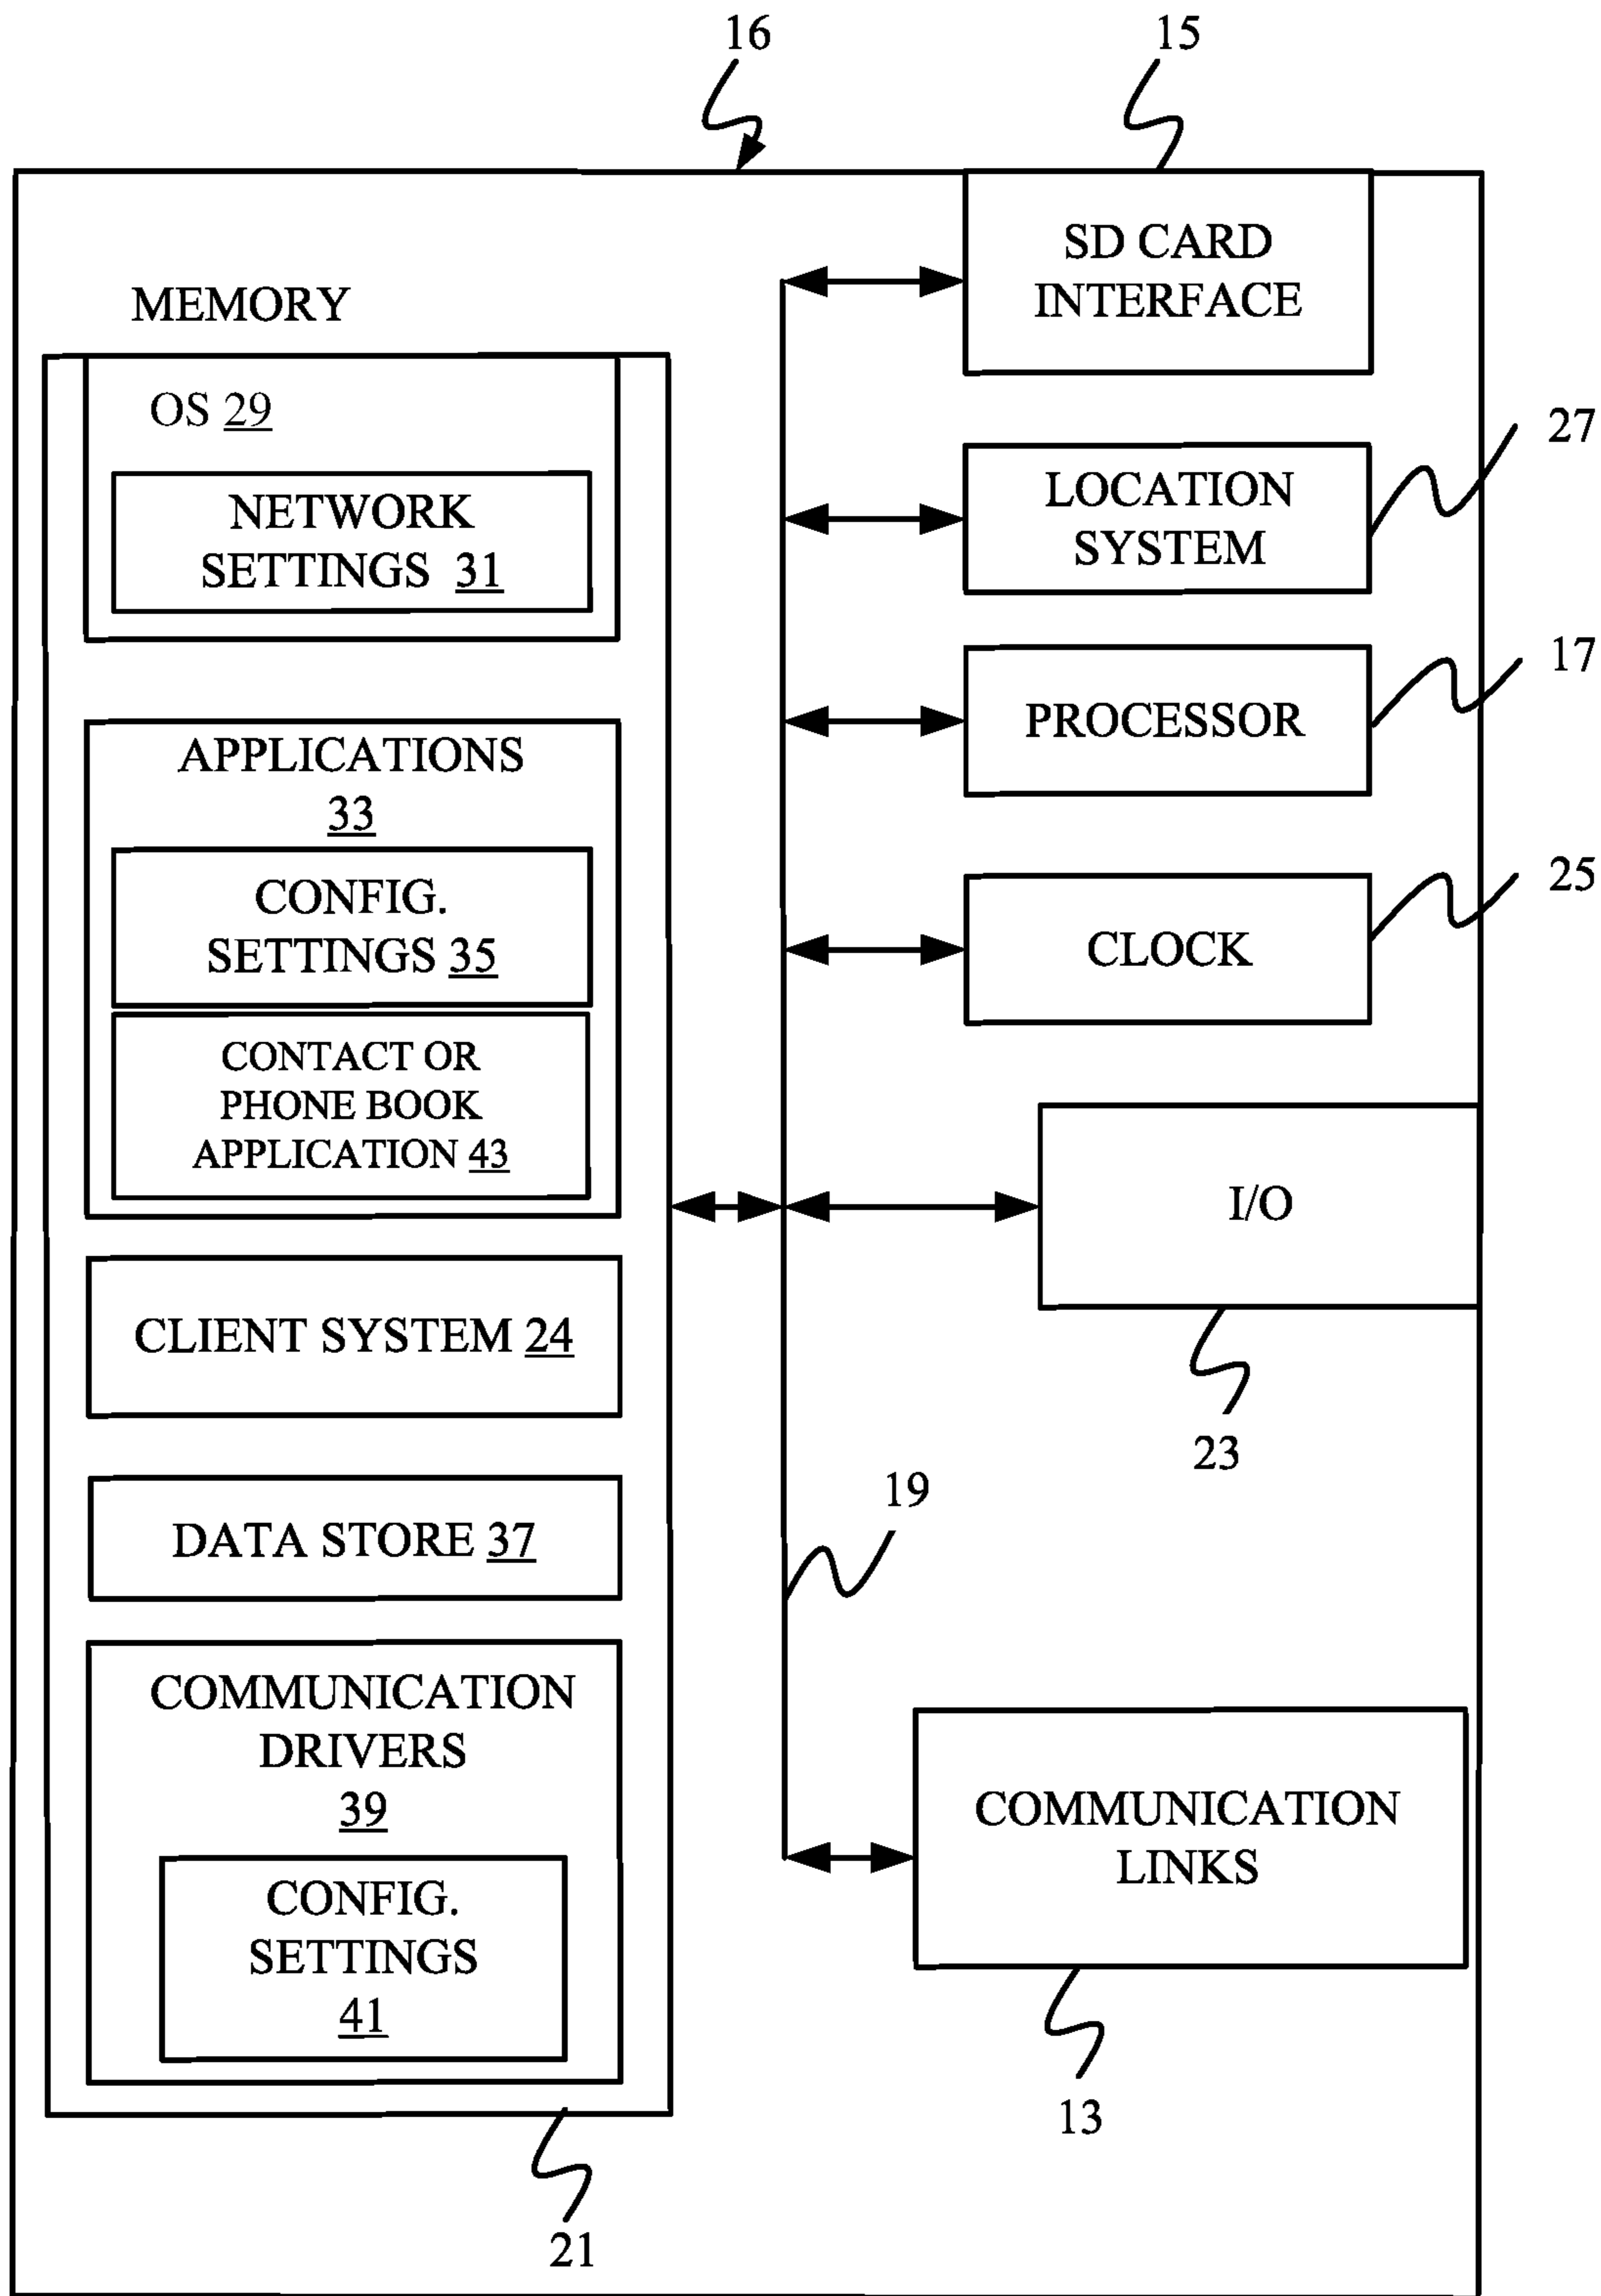 16
15
SD CARD
INTERFACE
MEMORY
OS 29
NETWORK
SETTINGS 31
27
LOCATION
SYSTEM
17
PROCESSOR
APPLICATIONS
33
CONFIG.
SETTINGS 35
25
CLOCK
CONTACT OR
PHONE BOOK
APPLICATION 43
I/O
23
CLIENT SYSTEM 24
19
DATA STORE 37
COMMUNICATION
DRIVERS
39
CONFIG.
SETTINGS
41
COMMUNICATION
LINKS
13
21